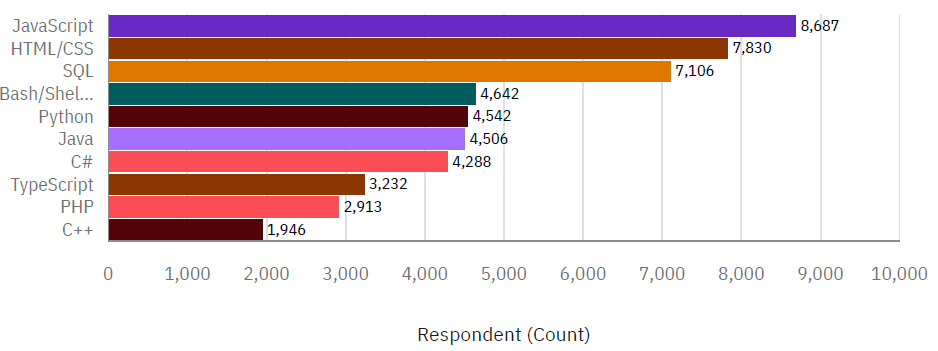 JavaScript 8,687
HTML/CSS 7,830
SQL 7,106
Bash/Shel... 4,642
Python 4,542
Java 4,506
C# 4,288
TypeScript 3,232
PHP 2,913
C++ 1,946
0 1,000 2,000 3,000 4,000 5,000 6,000 7,000 8,000 9,000 10,000
Respondent (Count)